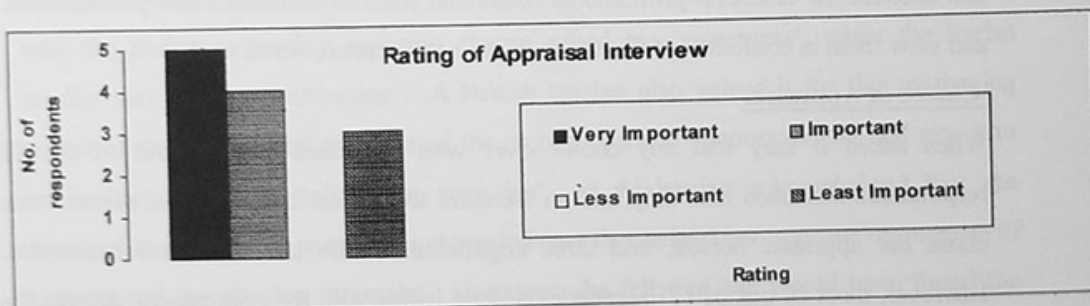 Rating of Appraisal Interview
No. of
respondents
5
4
3
2
1
0
Very Important
Important
Less Important
Least Important
Rating